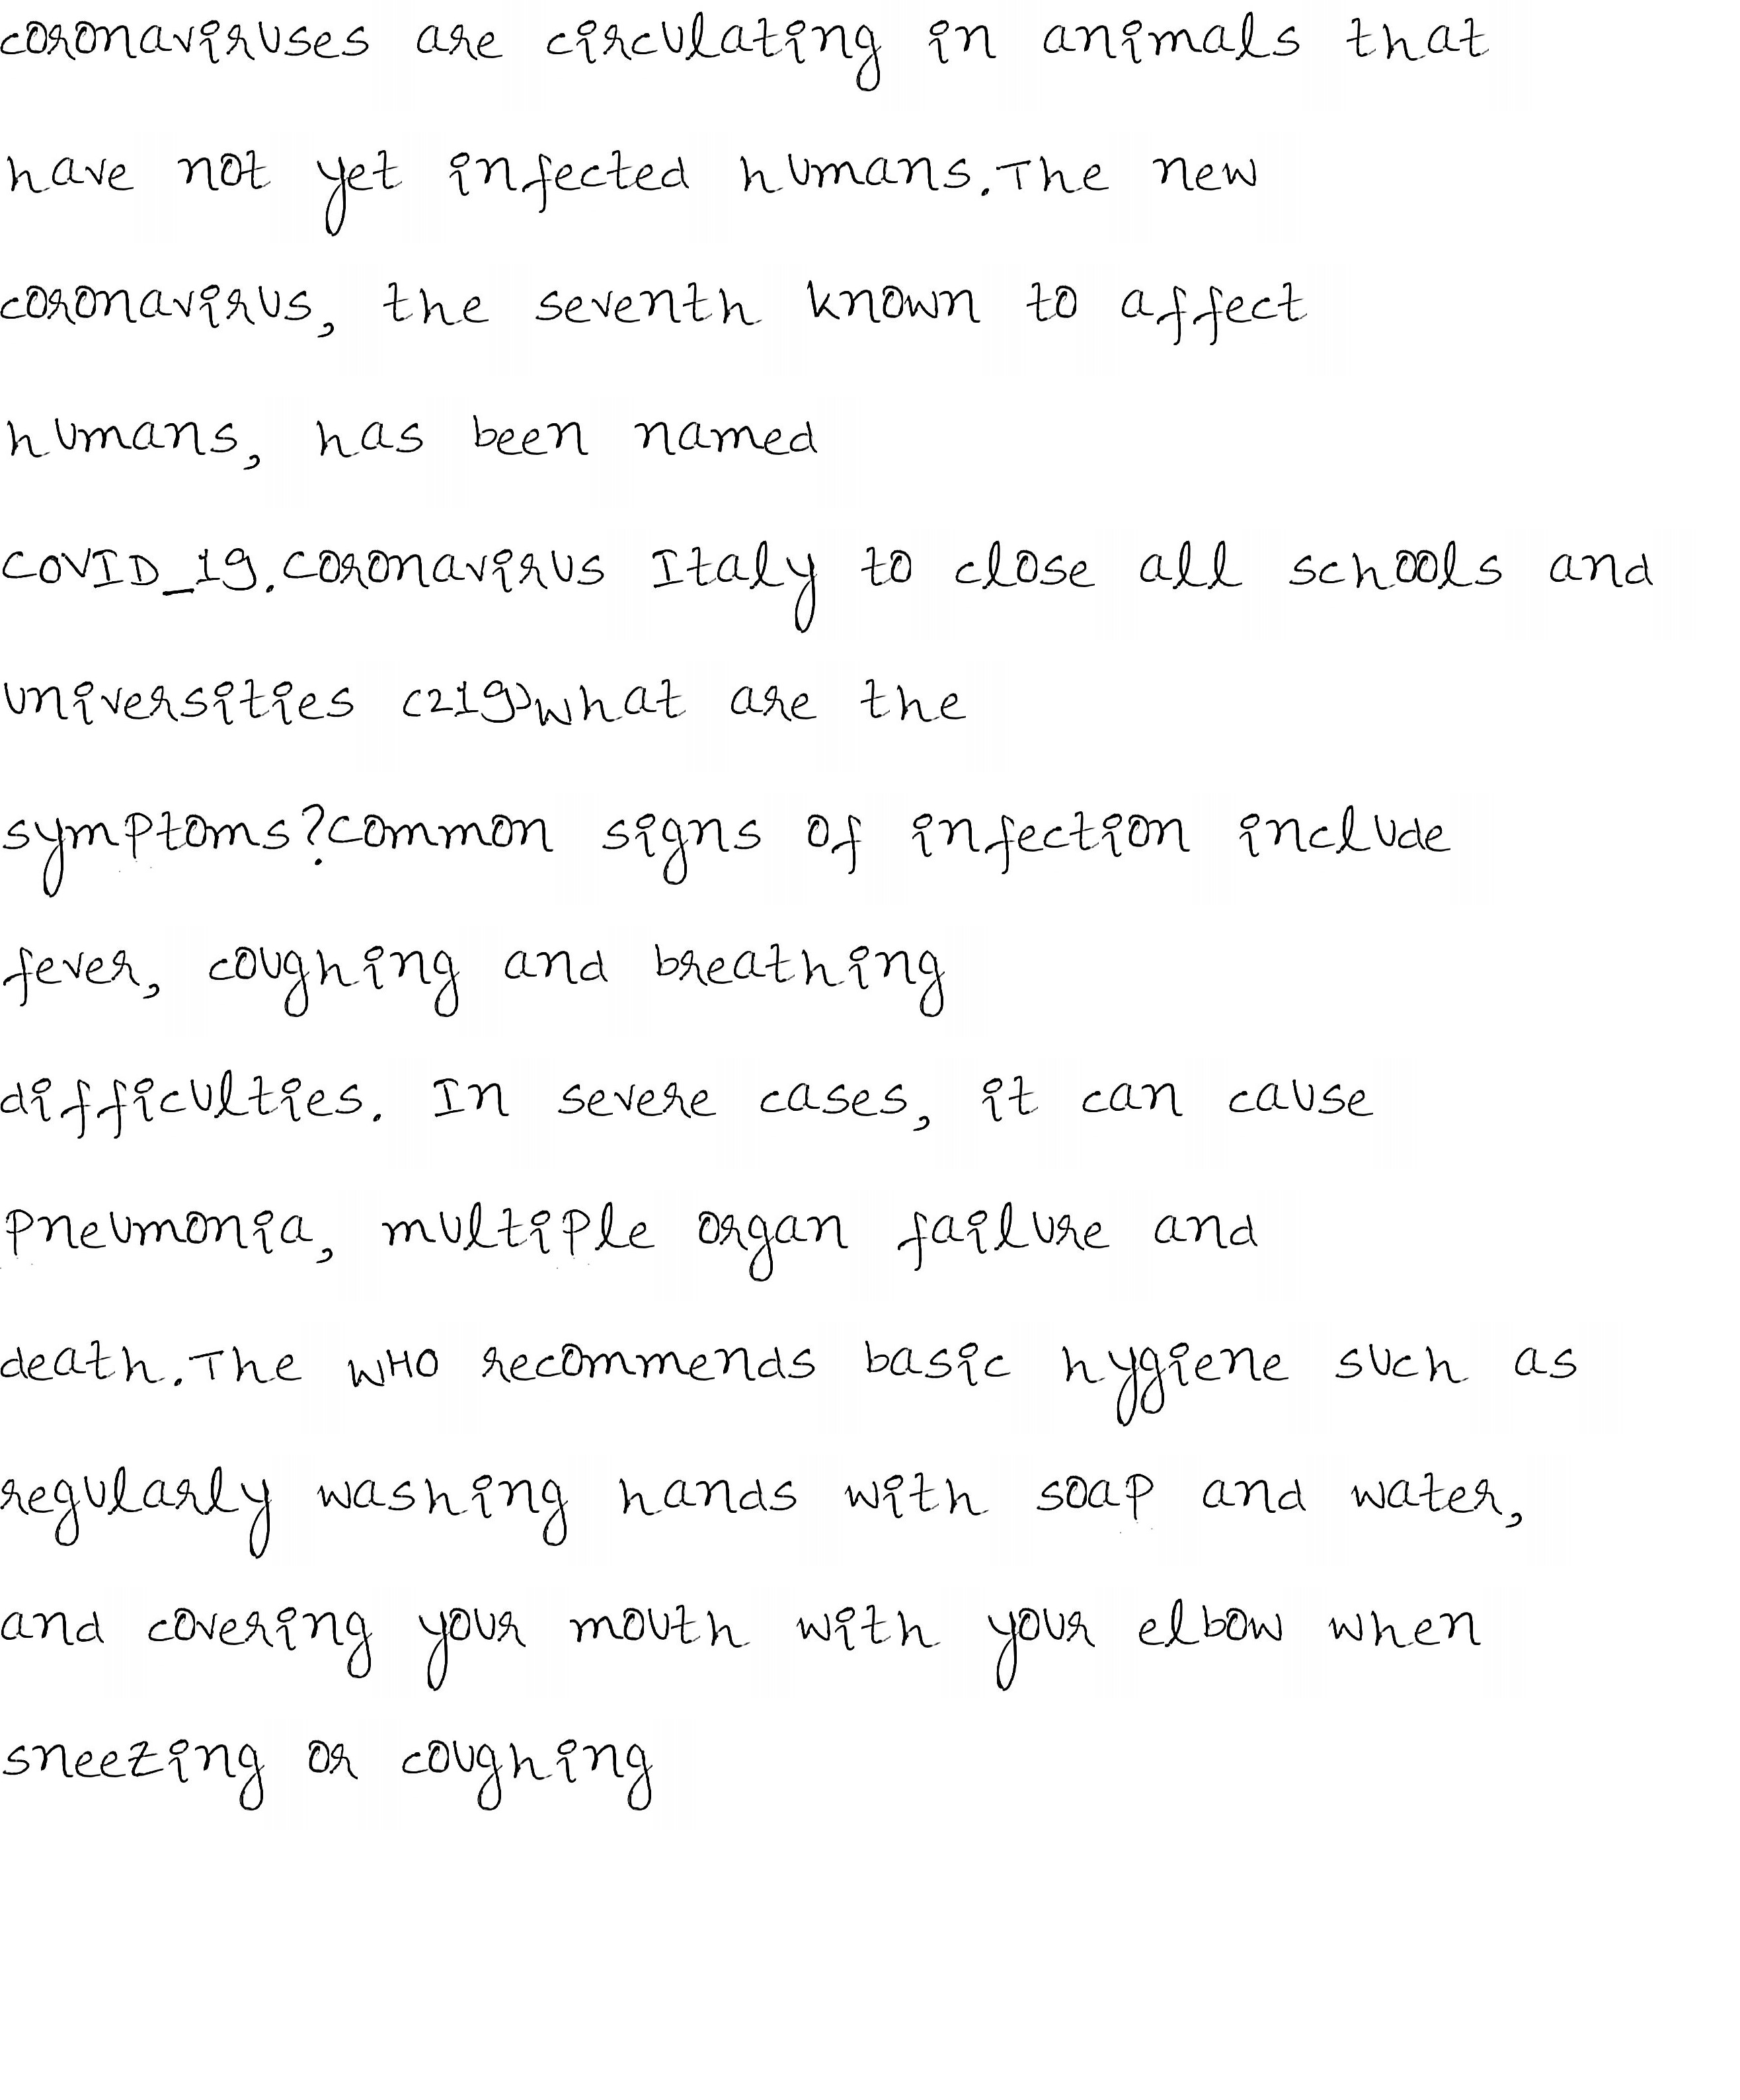 coronaviruses are circulating in animals that
have not yet infected humans.The new
coronavirus, the seventh known to affect
humans, has been named
COVID_19.Coronavirus Italy to close all schools and
universities (219)What are the
symptoms?Common signs of infection include
fever, coughing and breathing
difficulties. In severe cases, it can cause
pneumonia, multiple organ failure and
death.The WHO recommends basic hygiene such as
regularly washing hands with soap and water,
and covering your mouth with your elbow when
sneezing or coughing